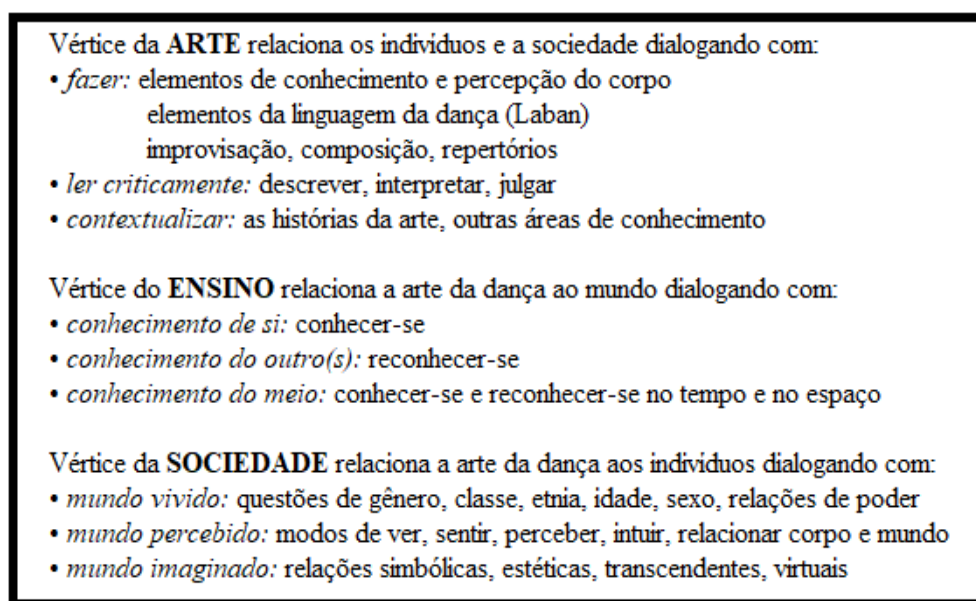 Vértice da ARTE relaciona os indivíduos e a sociedade dialogando com:
• fazer: elementos de conhecimento e percepção do corpo
elementos da linguagem da dança (Laban)
improvisação, composição, repertórios
• ler criticamente: descrever, interpretar, julgar
• contextualizar: as histórias da arte, outras áreas de conhecimento
Vértice do ENSINO relaciona a arte da dança ao mundo dialogando com:
• conhecimento de si: conhecer-se
• conhecimento do outro(s): reconhecer-se
• conhecimento do meio: conhecer-se e reconhecer-se no tempo e no espaço
Vértice da SOCIEDADE relaciona a arte da dança aos indivíduos dialogando com:
• mundo vivido: questões de gênero, classe, etnia, idade, sexo, relações de poder
• mundo percebido: modos de ver, sentir, perceber, intuir, relacionar corpo e mundo
• mundo imaginado: relações simbólicas, estéticas, transcendentes, virtuais